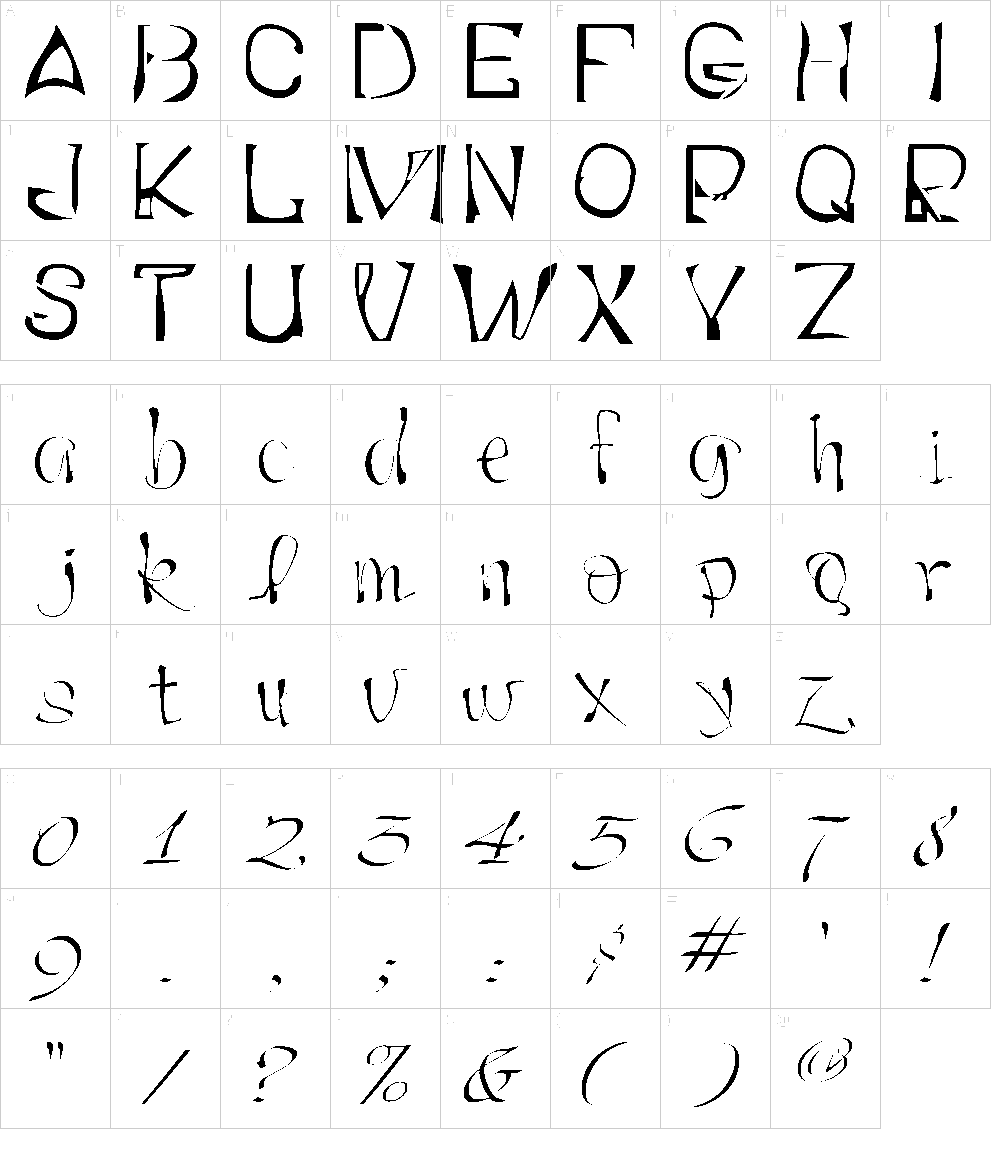 A B C D E F G H I
J K L M N O P Q R
S T U V W X Y Z
a b c d e f g h i
j k l m n o p q r
s t u v w x y z
0 1 2 3 4 5 6 7 8
9 . , ; : $ # ' !
" / ? % & ( ) @